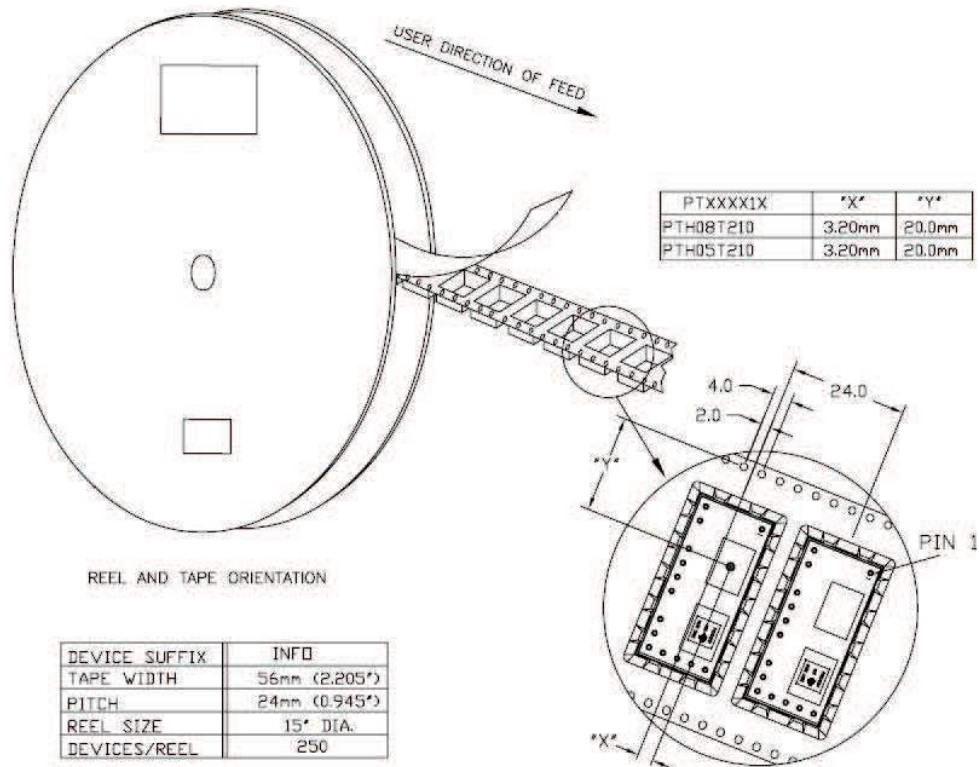 USER DIRECTION OF FEED
PTXXXX1X "X" "Y"
PTH08T210 3.20mm 20.0mm
PTH05T210 3.20mm 20.0mm
4.0
24.0
2.0
"Y"
PIN 1
REEL AND TAPE ORIENTATION
DEVICE SUFFIX INFO
TAPE WIDTH 56mm (2.205")
PITCH 24mm (0.945")
REEL SIZE 15" DIA.
DEVICES/REEL 250
"X"